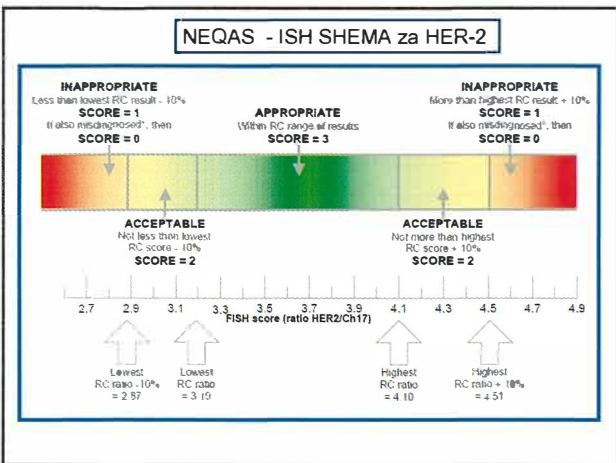 NEQAS - ISH SHEMA za HER-2
INAPPROPRIATE
Less than lowest RC result - 10%
SCORE = 1
If also misdiagnosed*, then
SCORE = 0
APPROPRIATE
Within RC range of results
SCORE = 3
INAPPROPRIATE
More than highest RC result + 10%
SCORE = 1
If also misdiagnosed*, then
SCORE = 0
ACCEPTABLE
Not less than lowest
RC score - 10%
SCORE = 2
ACCEPTABLE
Not more than highest
RC score + 10%
SCORE = 2
2.7 2.9 3.1 3.3 3.5 3.7 3.9 4.1 4.3 4.5 4.7 4.9
FISH score (ratio HER2/Ch17)
Lowest
RC ratio - 10%
= 2.87
Lowest
RC ratio
= 3.19
Highest
RC ratio
= 4.10
Highest
RC ratio + 10%
= 4.51